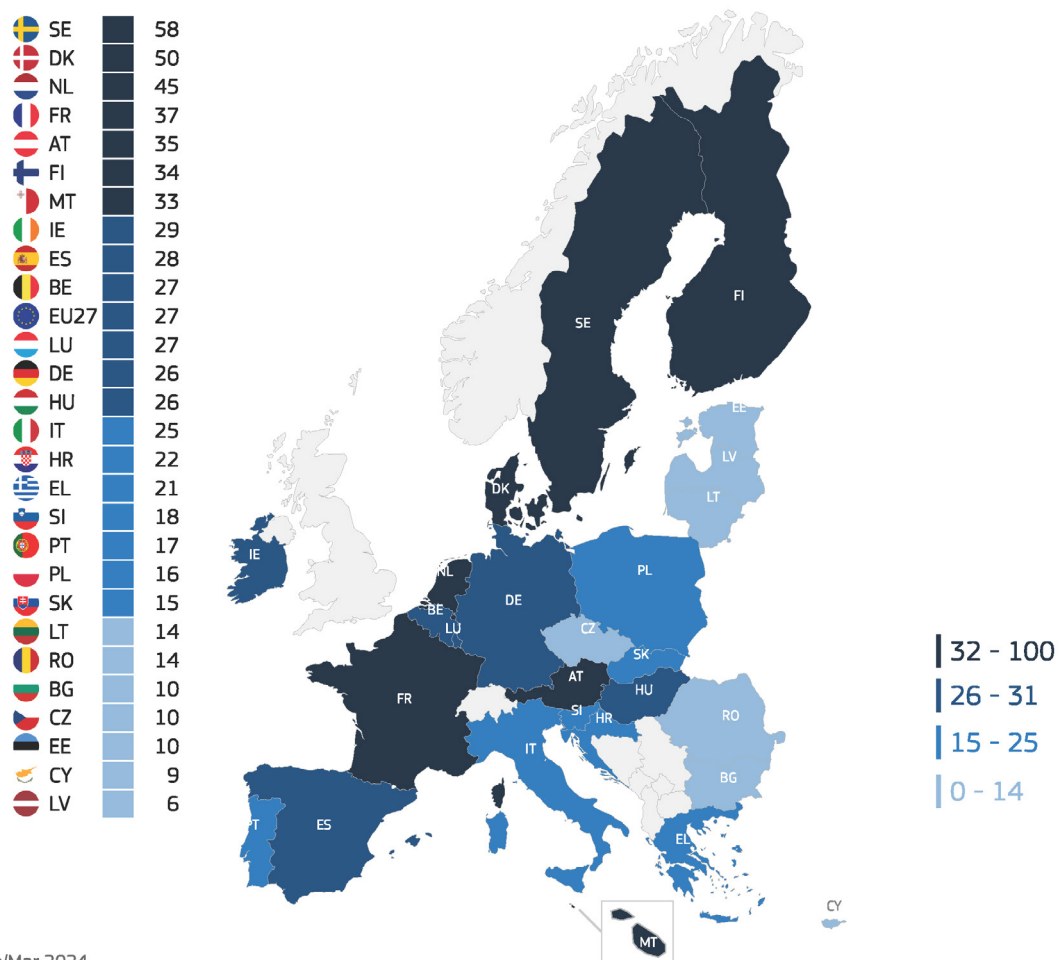 SE 58
DK 50
NL 45
FR 37
AT 35
FI 34
MT 33
IE 29
ES 28
BE 27
EU27 27
LU 27
DE 26
HU 26
IT 25
HR 22
EL 21
SI 18
PT 17
PL 16
SK 15
LT 14
RO 14
BG 10
CZ 10
EE 10
CY 9
LV 6
FI
SE
EE
LV
LT
DK
IE
NL
PL
DE
BE
LU
CZ
SK
AT
HU
FR
SI
HR
RO
IT
BG
ES
EL
CY
MT
32 - 100
26 - 31
15 - 25
0 - 14